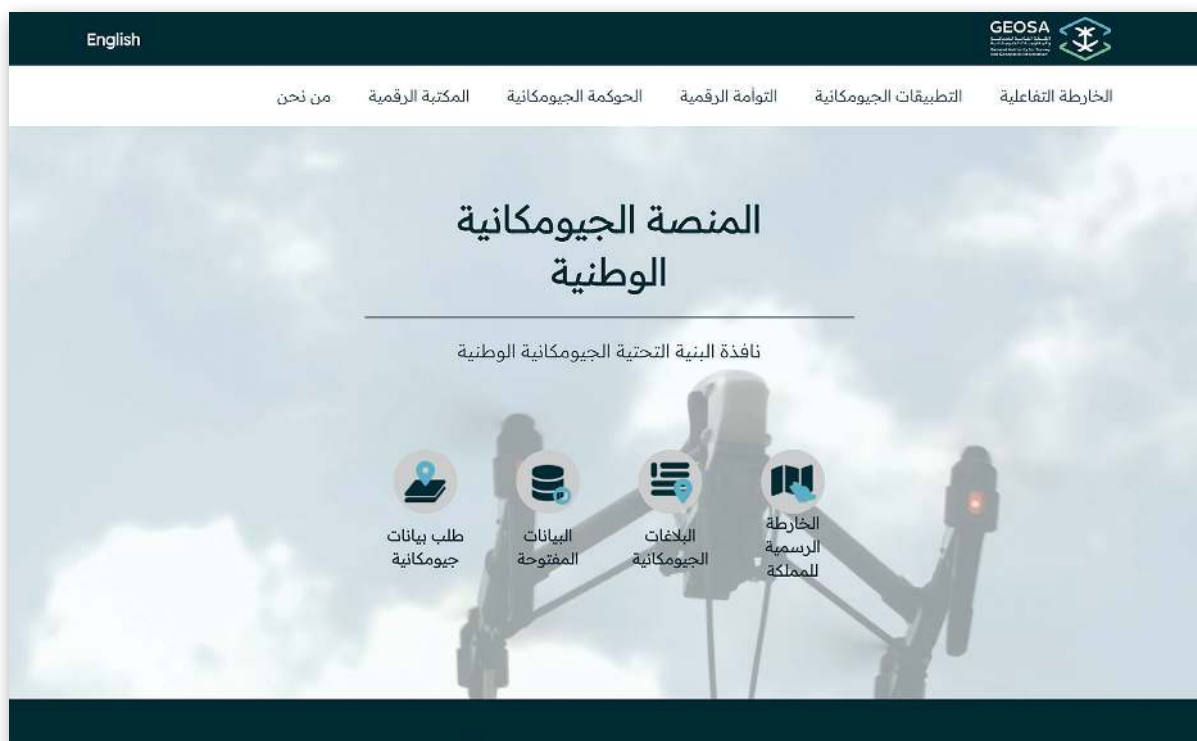 English
GEOSA
الخارطة التفاعلية
التطبيقات الجيومكانية
التوأمة الرقمية
الحوكمة الجيومكانية
المكتبة الرقمية
من نحن
المنصة الجيومكانية
الوطنية
نافذة البنية التحتية الجيومكانية الوطنية
الخارطة
الرسمية
للمملكة
البلاغات
الجيومكانية
البيانات
المفتوحة
طلب بيانات
جيومكانية